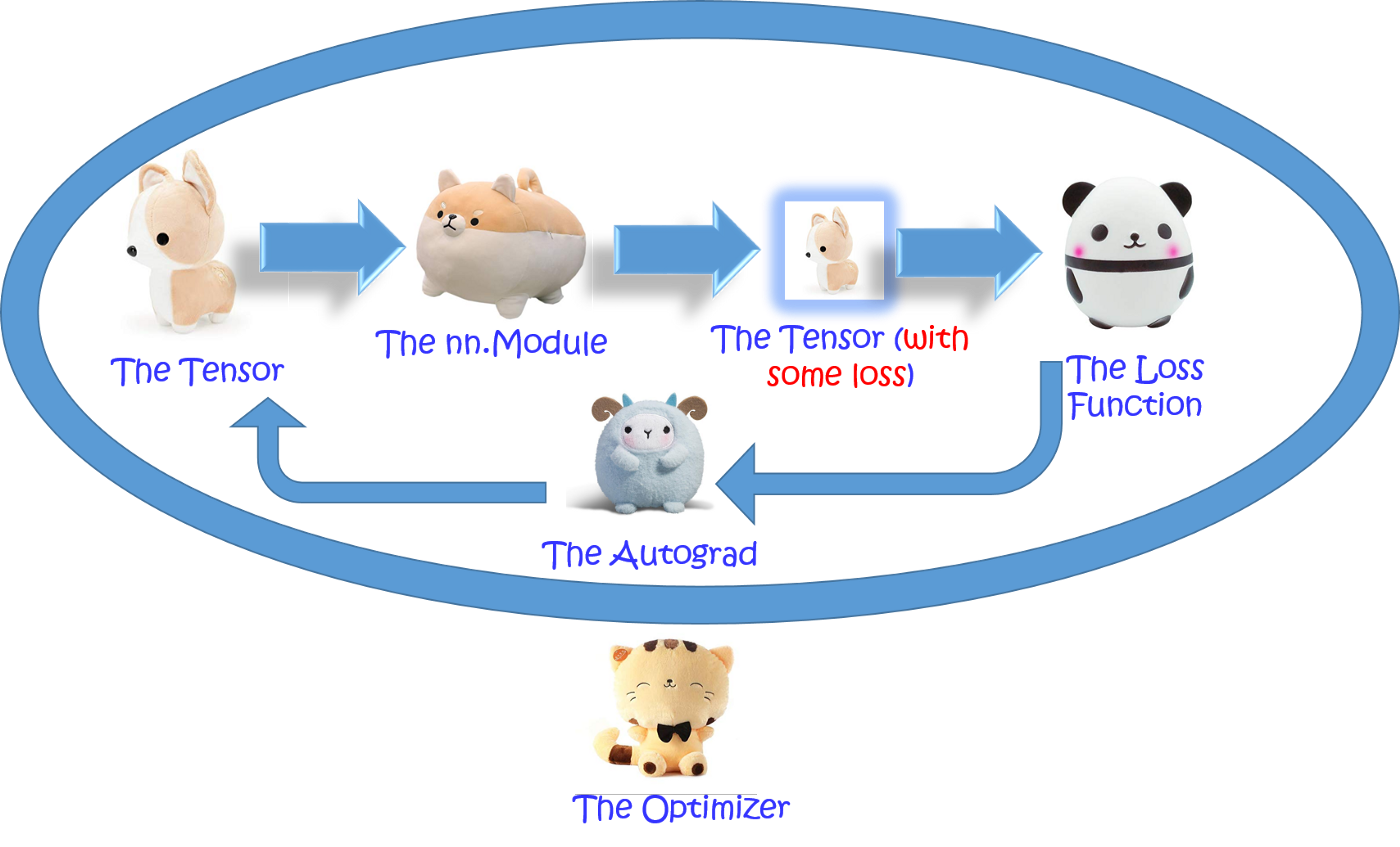 The Tensor
The nn.Module
The Tensor (with
some loss)
The Loss
Function
The Autograd
The Optimizer